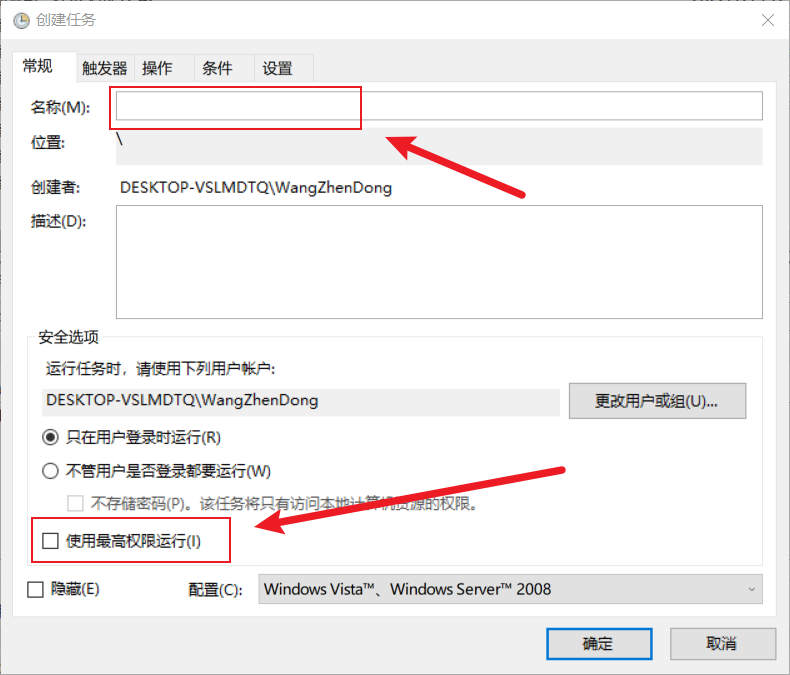 创建任务
常规 触发器 操作 条件 设置
名称(M):
位置: \
创建者: DESKTOP-VSLMDTQ\WangZhenDong
描述(D):
安全选项
运行任务时，请使用下列用户帐户:
DESKTOP-VSLMDTQ\WangZhenDong 更改用户或组(U)...
只在用户登录时运行(R)
不管用户是否登录都要运行(W)
不存储密码(P)。该任务将只有访问本地计算机资源的权限。
使用最高权限运行(I)
隐藏(E) 配置(C): Windows Vista™、Windows Server™ 2008
确定 取消